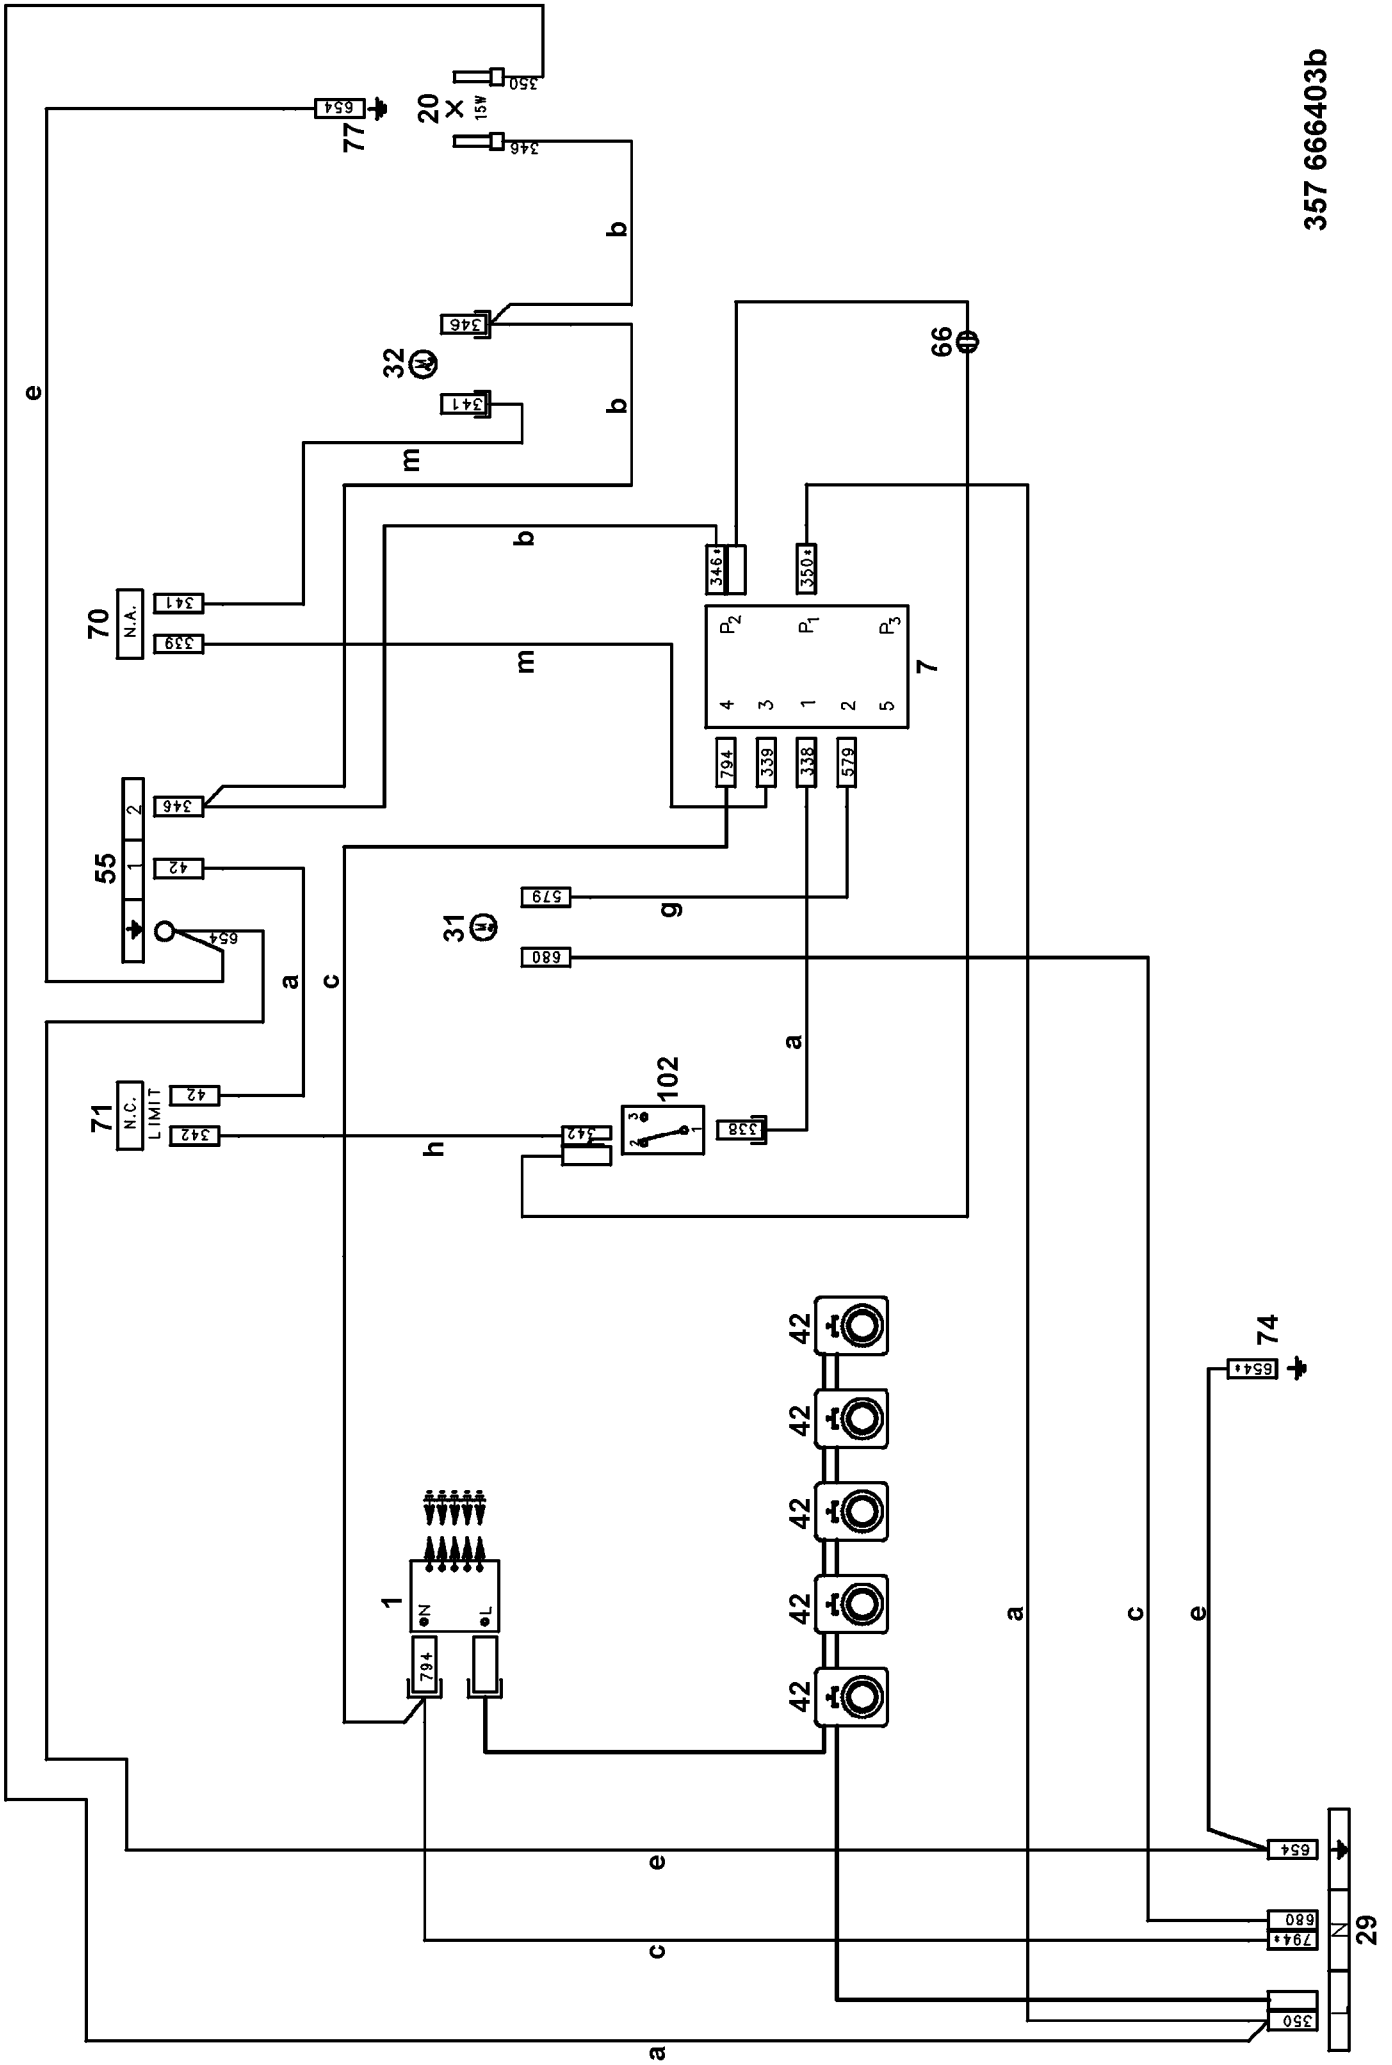 350
20
15W
346
654
77
e
b
357 666403b
32
346
341
b
m
66
70
N.A.
341
339
m
b
346*
350*
P2
P1
P3
4
3
1
2
5
7
794
339
338
579
55
1
2
346
42
654
a
c
31
M
579
680
g
a
71
N.C.
LIMIT
42
342
h
342
102
3
2
1
338
42
42
42
42
42
1
N
L
794
74
654*
a
c
e
e
c
a
654
680
794*
350
N
L
29